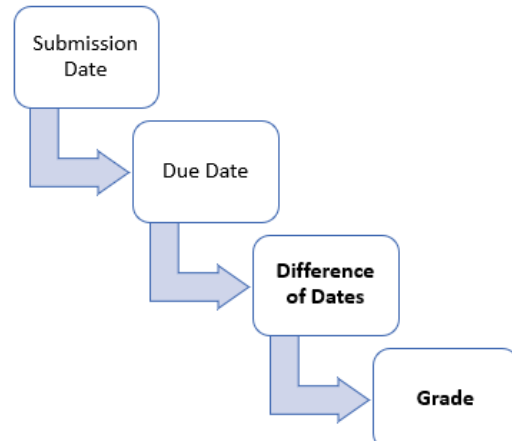 Submission
Date
Due Date
Difference
of Dates
Grade